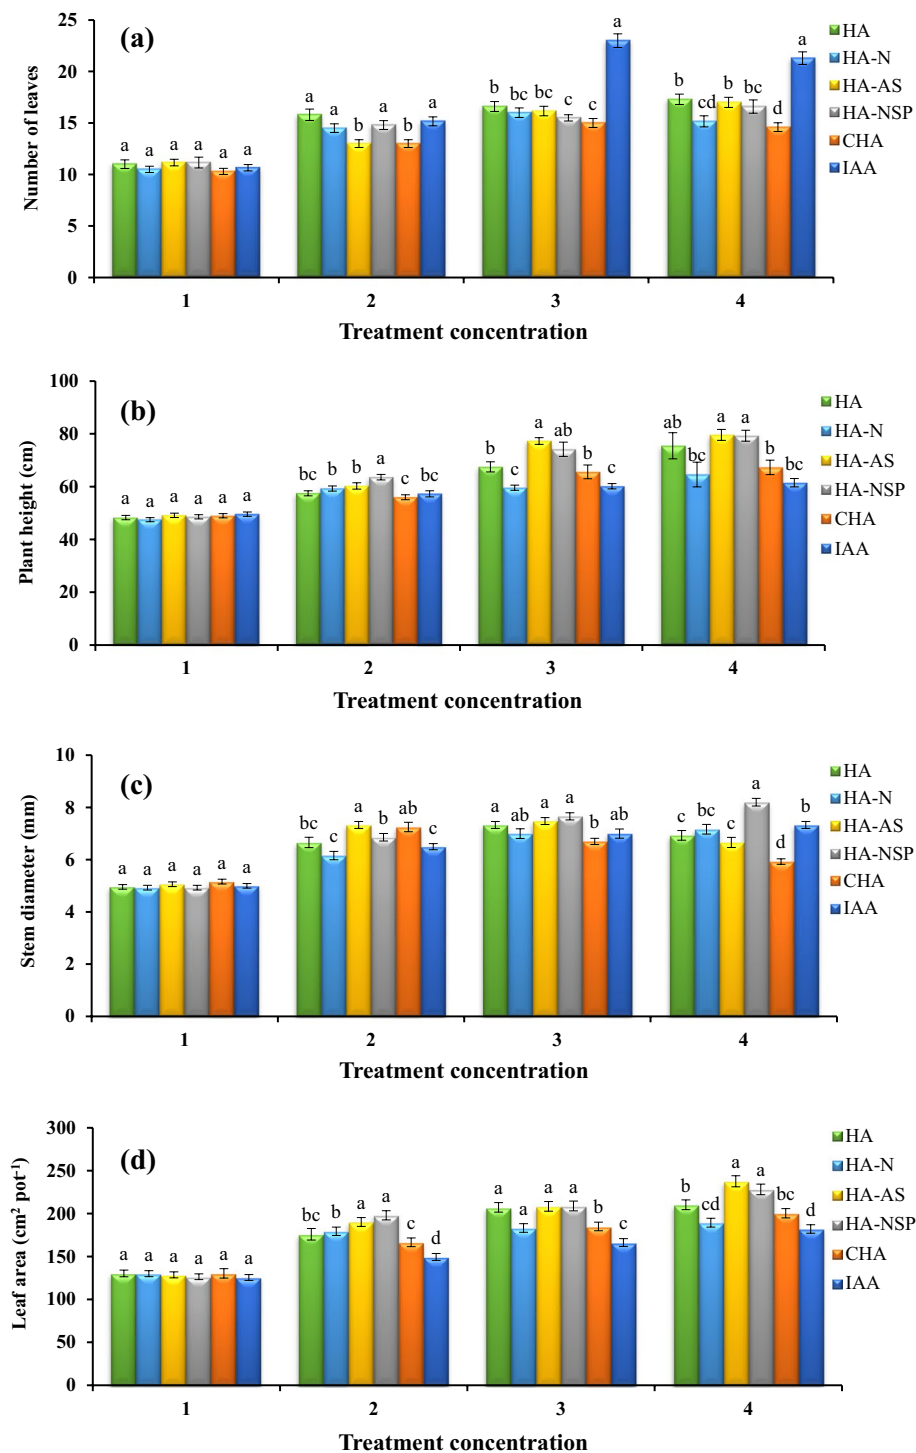 25
20
15
10
5
0
Number of leaves
(a)
a a a a a a
a a b a b a
b bc bc c c a
b cd b bc d a
1 2 3 4
Treatment concentration
HA
HA-N
HA-AS
HA-NSP
CHA
IAA
100
80
60
40
20
0
Plant height (cm)
(b)
a a a a a a
bc b b a c bc
b c a ab b c
ab bc a a b bc
1 2 3 4
Treatment concentration
HA
HA-N
HA-AS
HA-NSP
CHA
IAA
10
8
6
4
2
0
Stem diameter (mm)
(c)
a a a a a a
bc c a b ab c
a ab a a b ab
c bc c a d b
1 2 3 4
Treatment concentration
HA
HA-N
HA-AS
HA-NSP
CHA
IAA
300
250
200
150
100
50
0
Leaf area (cm² pot⁻¹)
(d)
a a a a a a
bc b a a c d
a a a a b c
b cd a a bc d
1 2 3 4
Treatment concentration
HA
HA-N
HA-AS
HA-NSP
CHA
IAA